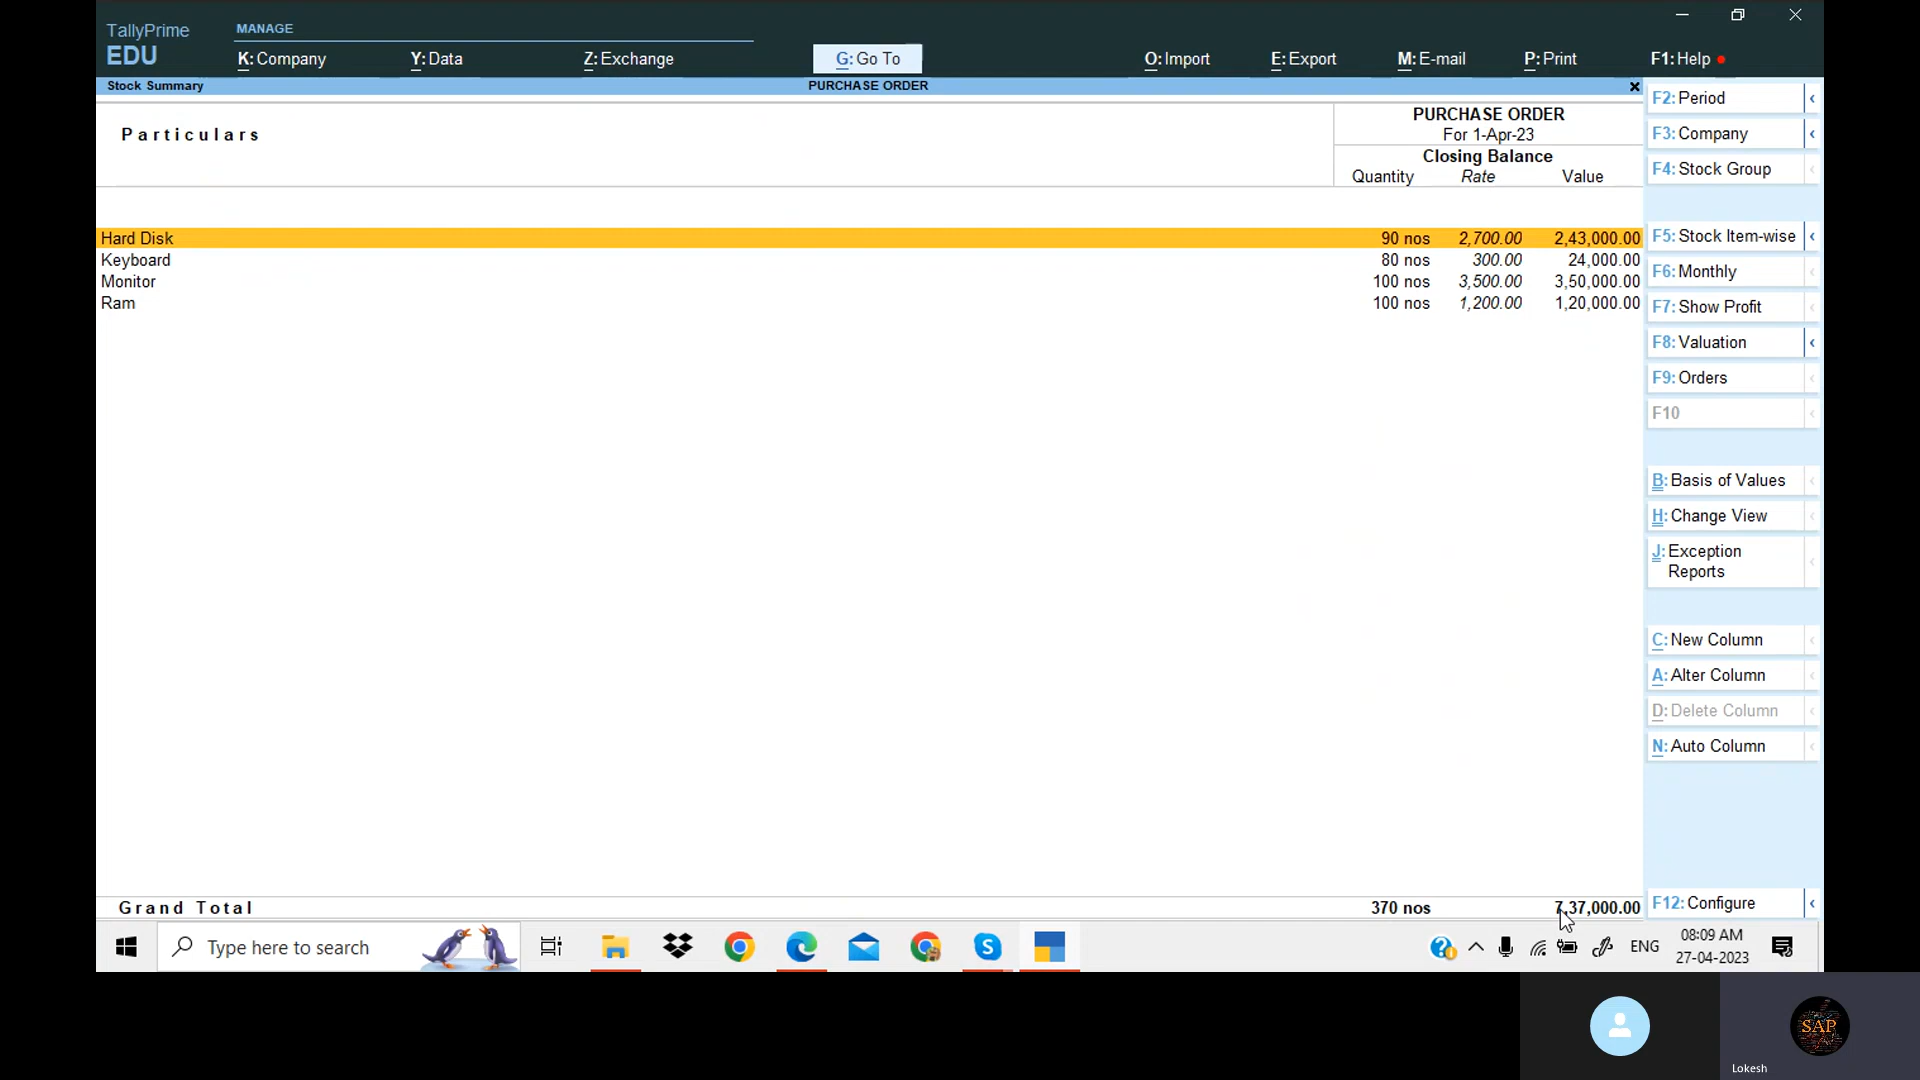 TallyPrime
EDU
MANAGE
K: Company
Y: Data
Z: Exchange
G: Go To
O: Import
E: Export
M: E-mail
P: Print
F1: Help
Stock Summary
PURCHASE ORDER
Particulars
PURCHASE ORDER
For 1-Apr-23
Closing Balance
Quantity Rate Value
Hard Disk 90 nos 2,700.00 2,43,000.00
Keyboard 80 nos 300.00 24,000.00
Monitor 100 nos 3,500.00 3,50,000.00
Ram 100 nos 1,200.00 1,20,000.00
Grand Total 370 nos 7,37,000.00
F2: Period
F3: Company
F4: Stock Group
F5: Stock Item-wise
F6: Monthly
F7: Show Profit
F8: Valuation
F9: Orders
F10
B: Basis of Values
H: Change View
J: Exception
Reports
C: New Column
A: Alter Column
D: Delete Column
N: Auto Column
F12: Configure
Type here to search
ENG
08:09 AM
27-04-2023
SAP
Lokesh